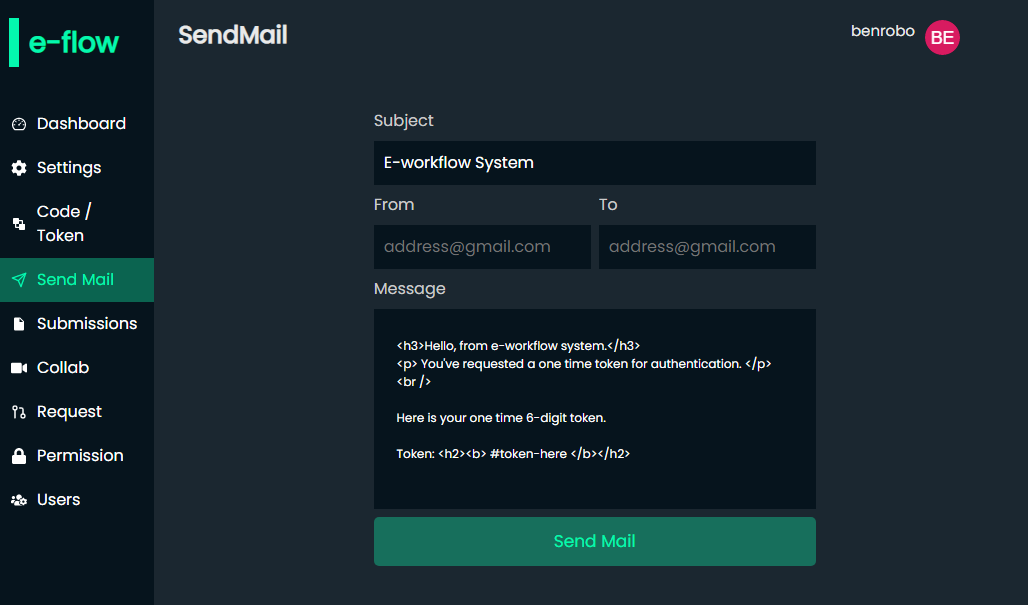 e-flow
SendMail
benrobo
BE
Dashboard
Settings
Code /
Token
Send Mail
Submissions
Collab
Request
Permission
Users
Subject
E-workflow System
From
To
address@gmail.com
address@gmail.com
Message
<h3>Hello, from e-workflow system.</h3>
<p> You've requested a one time token for authentication. </p>
<br />
Here is your one time 6-digit token.
Token: <h2><b> #token-here </b></h2>
Send Mail